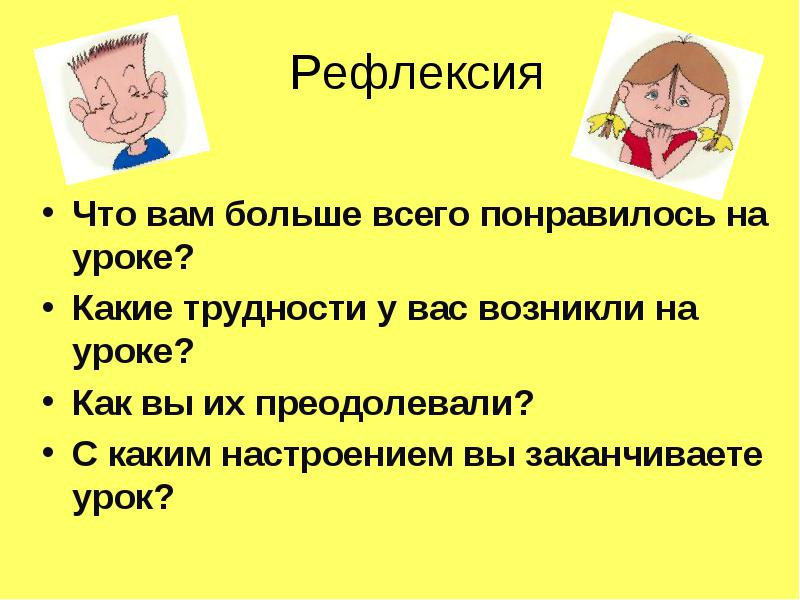 Рефлексия
• Что вам больше всего понравилось на
уроке?
• Какие трудности у вас возникли на
уроке?
• Как вы их преодолевали?
• С каким настроением вы заканчиваете
урок?